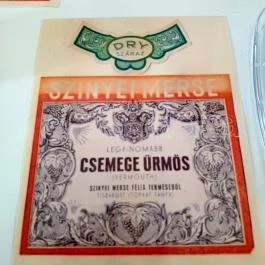 DRY
SZÁRAZ
SZINYEI MERSE
LEGFINOMABB
CSEMEGE ÜRMÖS
(VERMOUTH)
SZINYEI MERSE FÉLIX TERMÉSÉBŐL